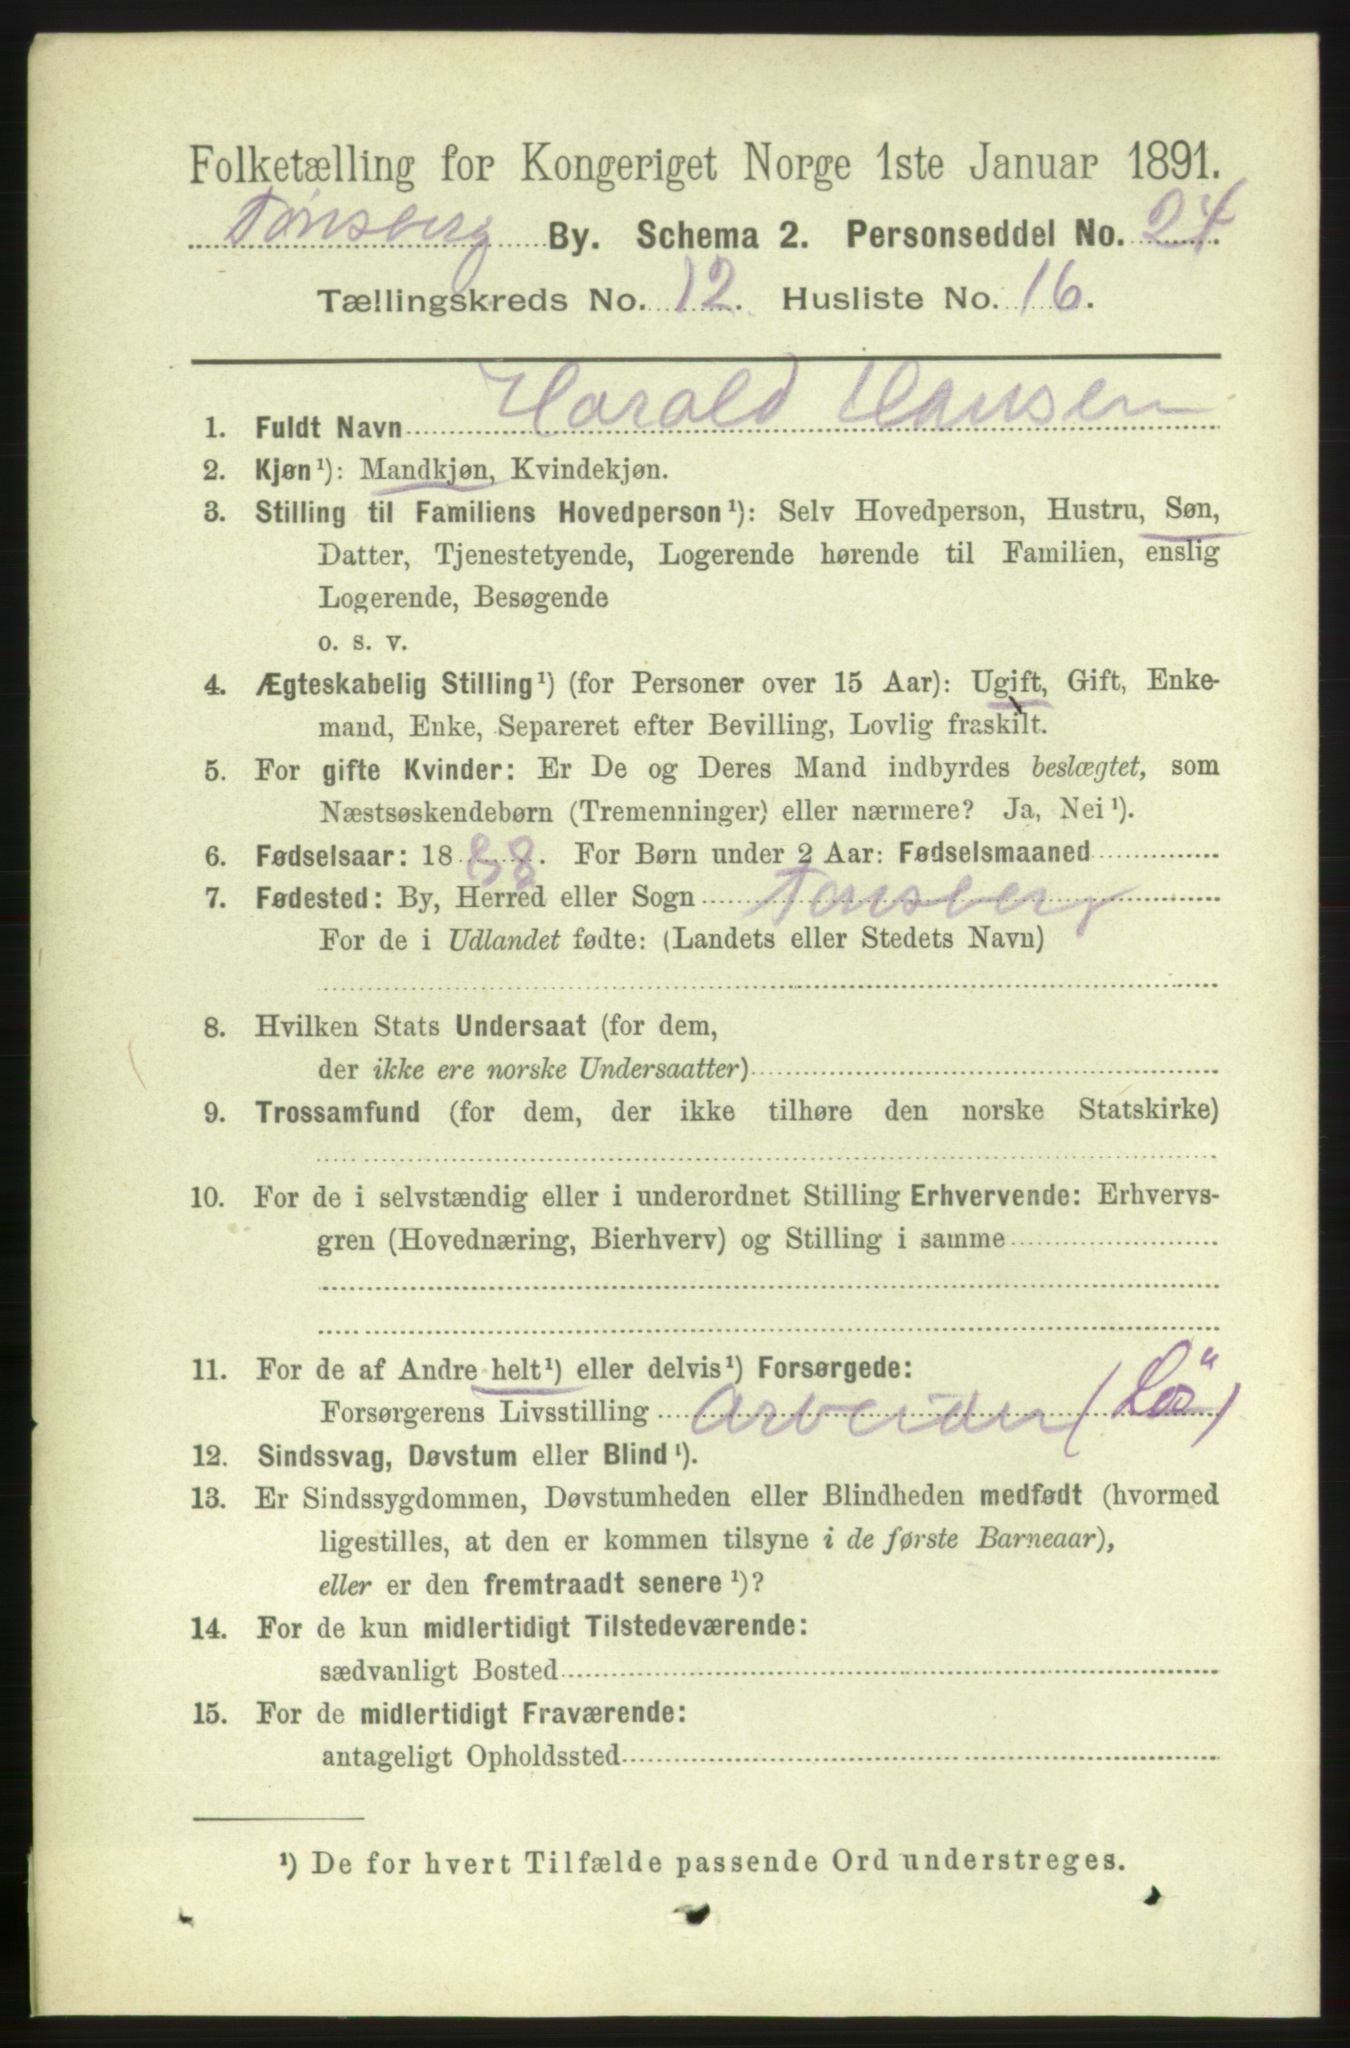 Folketælling for Kongeriget Norge 1ste Januar 1891.
Tønsberg By. Schema 2. Personseddel No. 24.
Tællingskreds No. 12. Husliste No. 16.
1. Fuldt Navn Harald Hansen
2. Kjøn¹): Mandkjøn, Kvindekjøn.
3. Stilling til Familiens Hovedperson¹): Selv Hovedperson, Hustru, Søn,
Datter, Tjenestetyende, Logerende hørende til Familien, enslig
Logerende, Besøgende
o. s. v.
4. Ægteskabelig Stilling¹) (for Personer over 15 Aar): Ugift, Gift, Enke-
mand, Enke, Separeret efter Bevilling, Lovlig fraskilt.
5. For gifte Kvinder: Er De og Deres Mand indbyrdes beslægtet, som
Næstsøskendebørn (Tremenninger) eller nærmere? Ja, Nei¹).
6. Fødselsaar: 1888. For Børn under 2 Aar: Fødselsmaaned
7. Fødested: By, Herred eller Sogn Tønsberg
For de i Udlandet fødte: (Landets eller Stedets Navn)
8. Hvilken Stats Undersaat (for dem,
der ikke ere norske Undersaatter)
9. Trossamfund (for dem, der ikke tilhøre den norske Statskirke)
10. For de i selvstændig eller i underordnet Stilling Erhvervende: Erhvervs-
gren (Hovednæring, Bierhverv) og Stilling i samme
11. For de af Andre helt¹) eller delvis¹) Forsørgede:
Forsørgerens Livsstilling Arbeider
12. Sindssvag, Døvstum eller Blind¹).
13. Er Sindssygdommen, Døvstumheden eller Blindheden medfødt (hvormed
ligestilles, at den er kommen tilsyne i de første Barneaar),
eller er den fremtraadt senere¹)?
14. For de kun midlertidigt Tilstedeværende:
sædvanligt Bosted
15. For de midlertidigt Fraværende:
antageligt Opholdssted
¹) De for hvert Tilfælde passende Ord understreges.